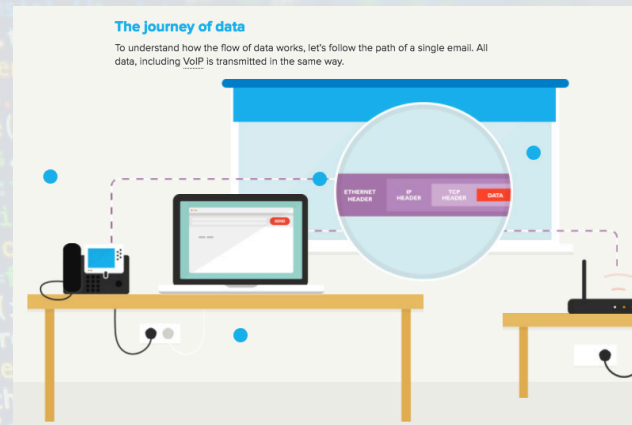 The journey of data
To understand how the flow of data works, let's follow the path of a single email. All
data, including VoIP is transmitted in the same way.
ETHERNET
HEADER
IP
HEADER
TCP
HEADER
DATA
SEND